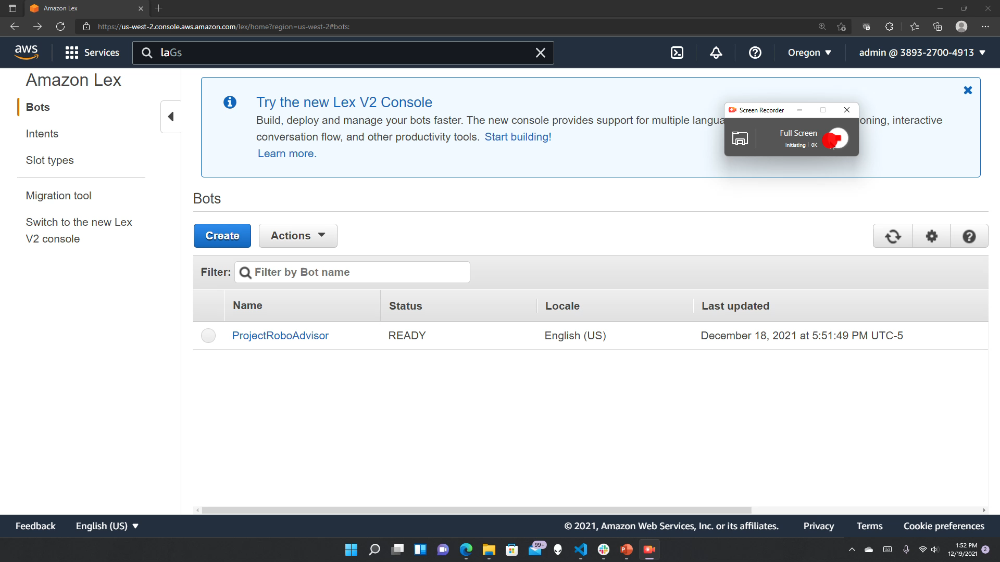 Amazon Lex
https://us-west-2.console.aws.amazon.com/lex/home?region=us-west-2#bots:
aws
Services
laGs
Oregon
admin @ 3893-2700-4913
Amazon Lex
Bots
Intents
Slot types
Migration tool
Switch to the new Lex
V2 console
Try the new Lex V2 Console
Build, deploy and manage your bots faster. The new console provides support for multiple langua
oning, interactive
conversation flow, and other productivity tools. Start building!
Learn more.
Screen Recorder
Full Screen
Initiating 0K
Bots
Create
Actions
Filter:
Filter by Bot name
Name
Status
Locale
Last updated
ProjectRoboAdvisor
READY
English (US)
December 18, 2021 at 5:51:49 PM UTC-5
Feedback
English (US)
© 2021, Amazon Web Services, Inc. or its affiliates.
Privacy
Terms
Cookie preferences
99+
1:52 PM
12/19/2021
2